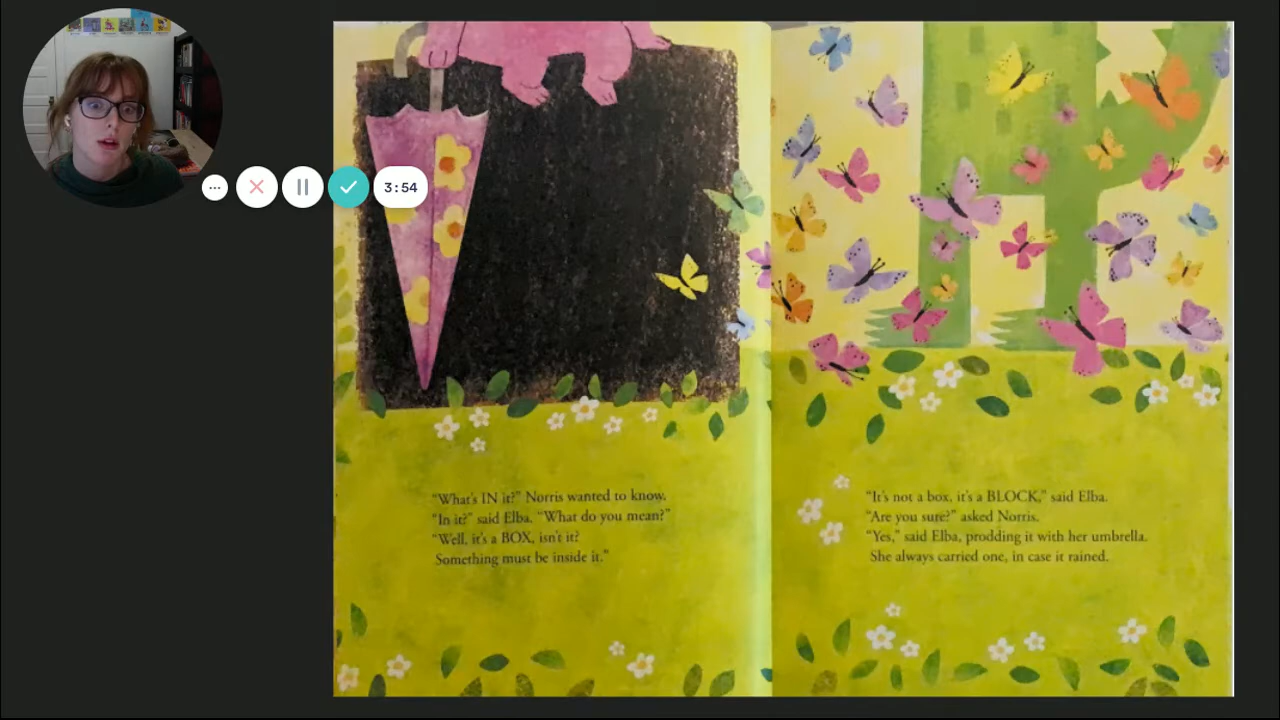 3:54
"What's IN it?" Norris wanted to know.
"In it?" said Elba. "What do you mean?"
"Well, it's a BOX, isn't it?
Something must be inside it."
"It's not a box, it's a BLOCK," said Elba.
"Are you sure?" asked Norris.
"Yes," said Elba, prodding it with her umbrella.
She always carried one, in case it rained.